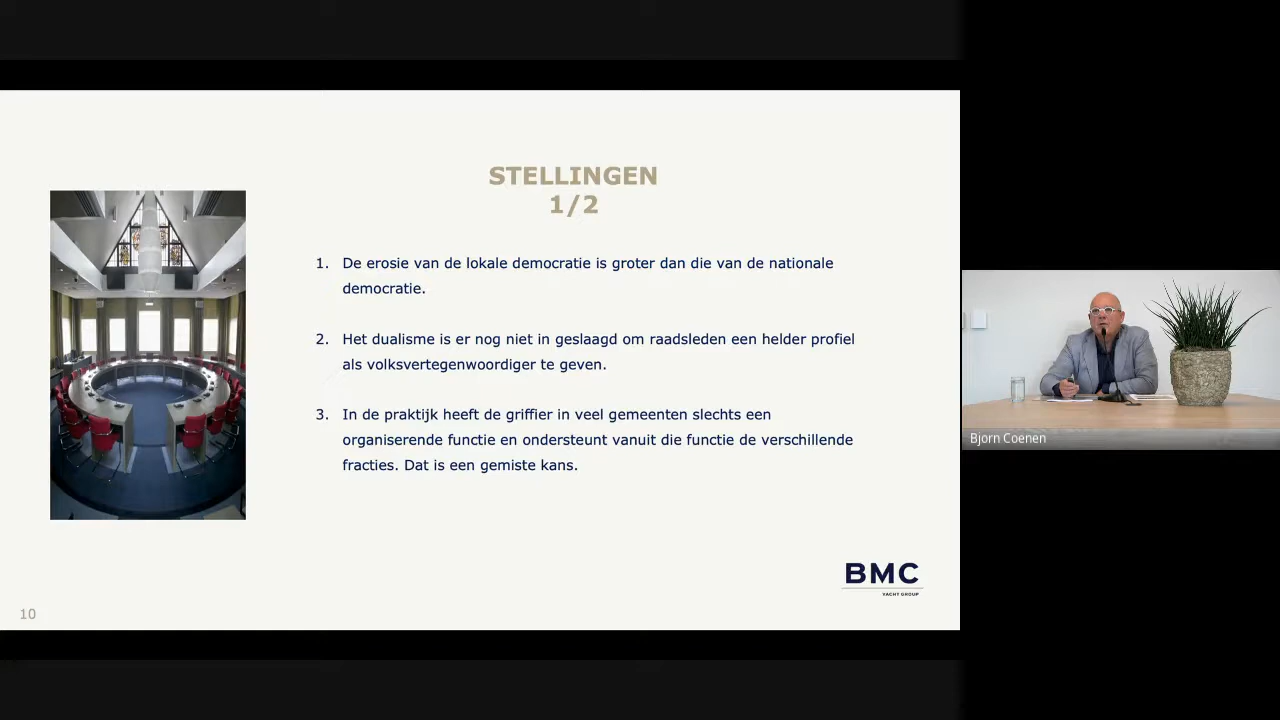 STELLINGEN
1/2
1. De erosie van de lokale democratie is groter dan die van de nationale
democratie.
2. Het dualisme is er nog niet in geslaagd om raadsleden een helder profiel
als volksvertegenwoordiger te geven.
3. In de praktijk heeft de griffier in veel gemeenten slechts een
organiserende functie en ondersteunt vanuit die functie de verschillende
fracties. Dat is een gemiste kans.
BMC
YACHT GROUP
10
Bjorn Coenen